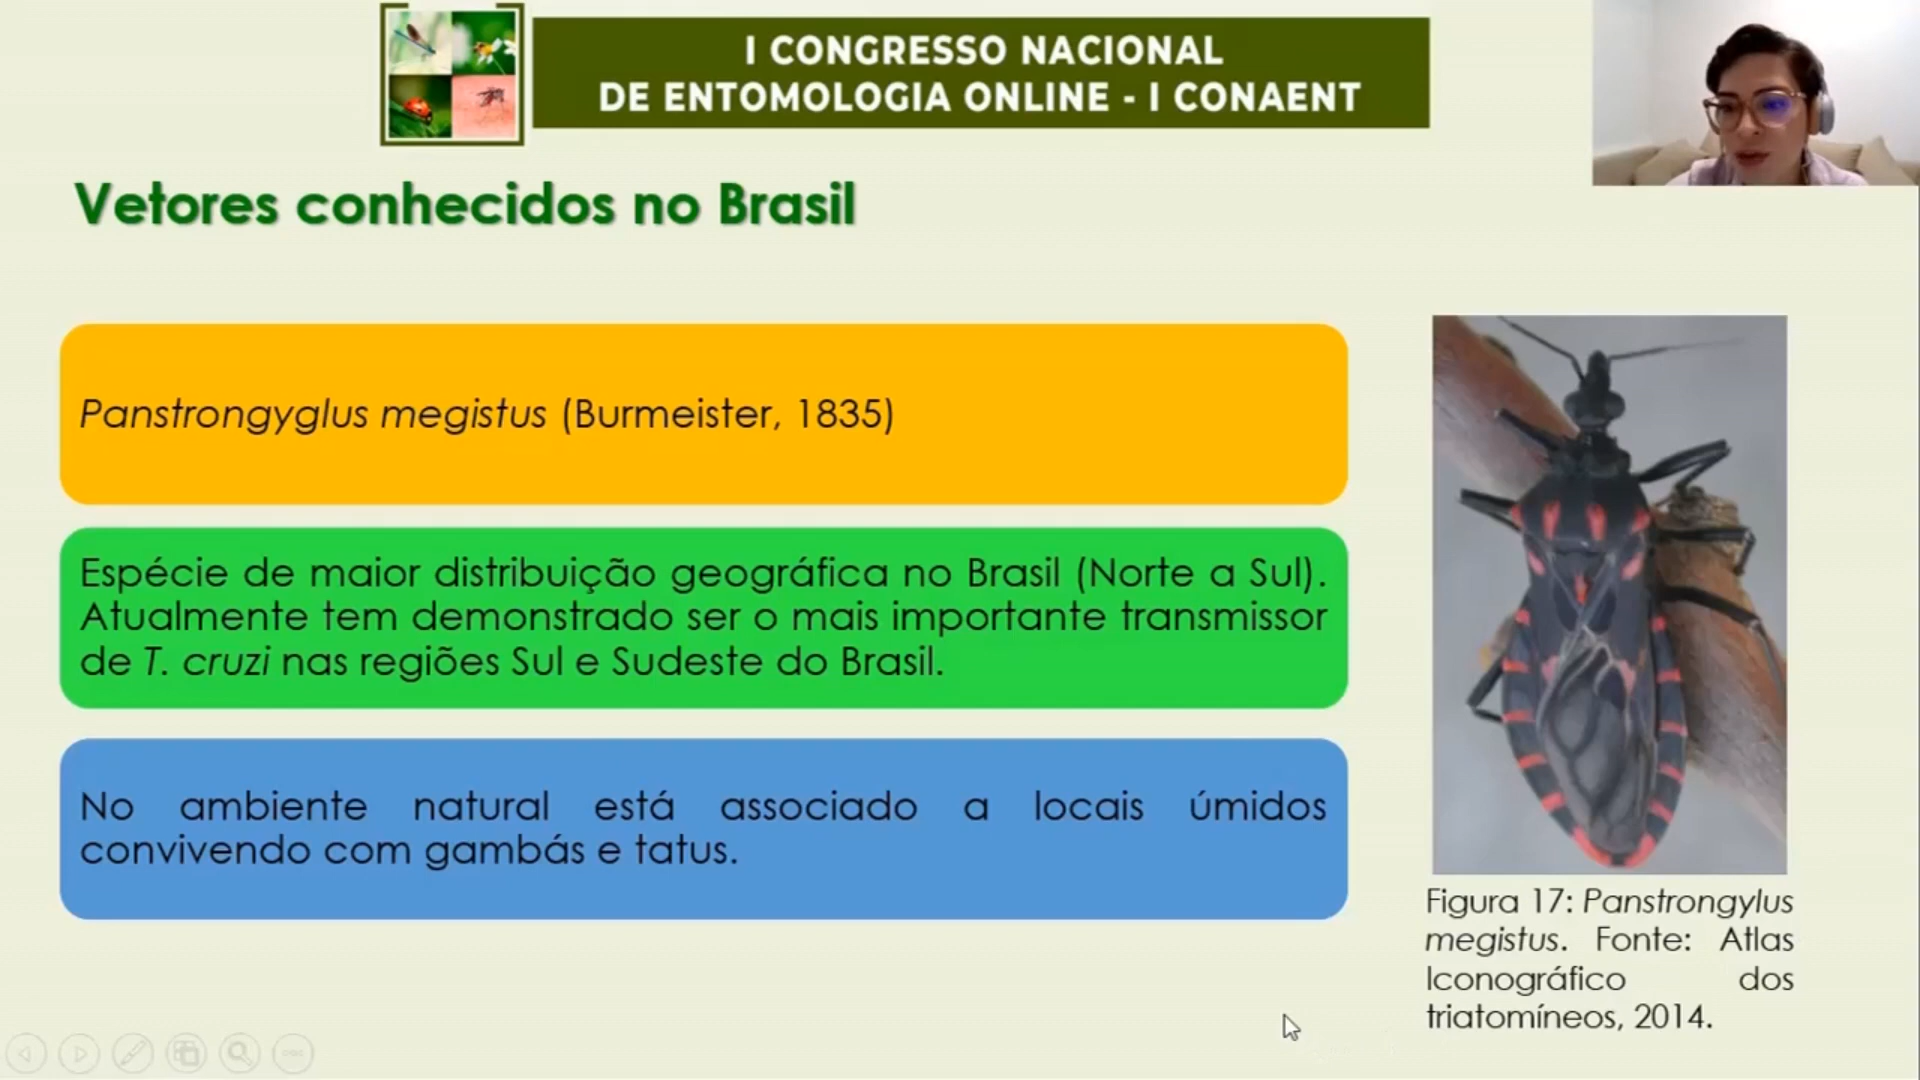 I CONGRESSO NACIONAL
DE ENTOMOLOGIA ONLINE - I CONAENT
Vetores conhecidos no Brasil
Panstrongyglus megistus (Burmeister, 1835)
Espécie de maior distribuição geográfica no Brasil (Norte a Sul).
Atualmente tem demonstrado ser o mais importante transmissor
de T. cruzi nas regiões Sul e Sudeste do Brasil.
No ambiente natural está associado a locais úmidos
convivendo com gambás e tatus.
Figura 17: Panstrongylus
megistus. Fonte: Atlas
Iconográfico dos
triatomíneos, 2014.